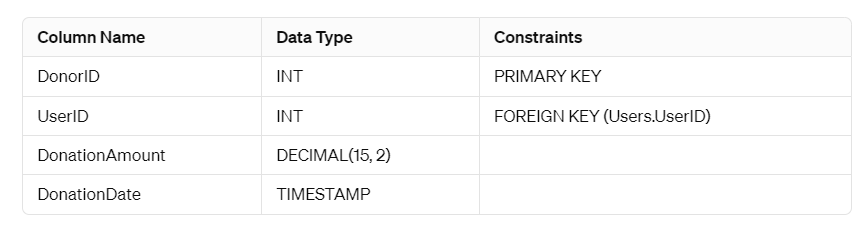 Column Name Data Type Constraints
DonorID INT PRIMARY KEY
UserID INT FOREIGN KEY (Users.UserID)
DonationAmount DECIMAL(15, 2)
DonationDate TIMESTAMP